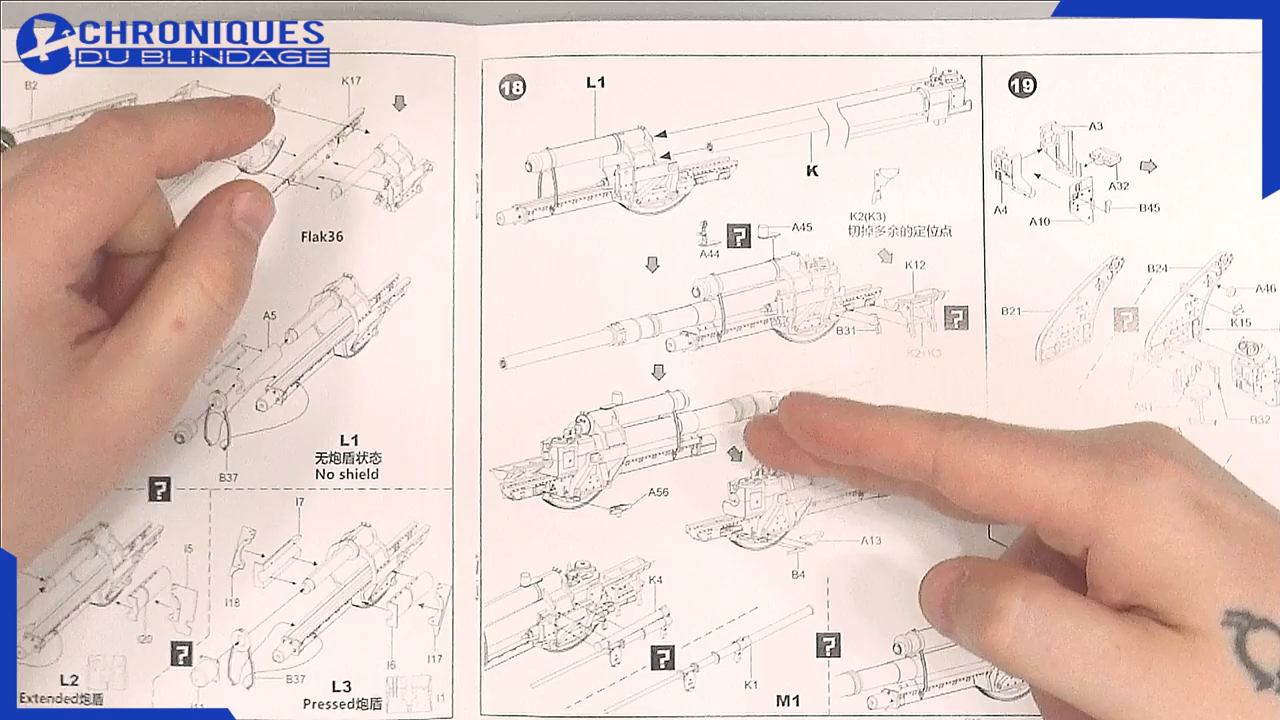 CHRONIQUES
DU BLINDAGE
B2
K17
Flak36
A5
B37
L1
无炮盾状态
No shield
?
I7
I5
I18
I20
?
B37
I6
I17
I1
L2
Extended炮盾
L3
Pressed炮盾
18
L1
K
K2(K3)
切掉多余的定位点
A44
?
A45
K12
B31
?
K2+K3
A56
A13
B4
K4
?
K1
?
M1
19
A3
A32
A4
A10
B45
B24
A46
B21
?
K15
B32